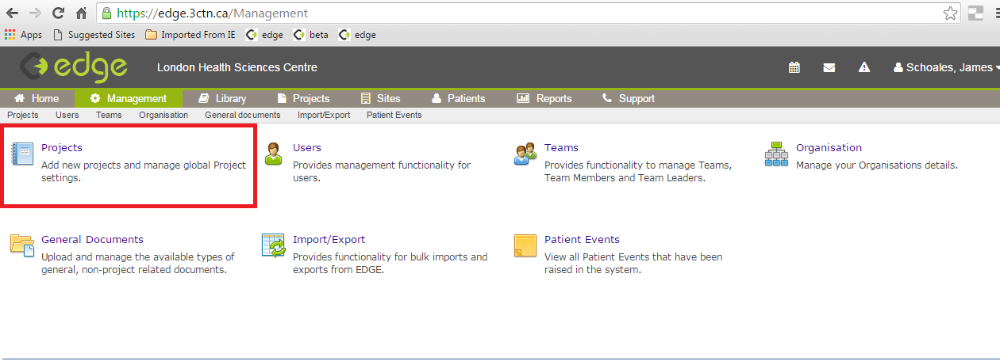 https://edge.3ctn.ca/Management
Apps Suggested Sites Imported From IE edge beta edge
edge London Health Sciences Centre Schoales, James
Home Management Library Projects Sites Patients Reports Support
Projects Users Teams Organisation General documents Import/Export Patient Events
Projects
Add new projects and manage global Project
settings.
Users
Provides management functionality for
users.
Teams
Provides functionality to manage Teams,
Team Members and Team Leaders.
Organisation
Manage your Organisations details.
General Documents
Upload and manage the available types of
general, non-project related documents.
Import/Export
Provides functionality for bulk imports and
exports from EDGE.
Patient Events
View all Patient Events that have been
raised in the system.